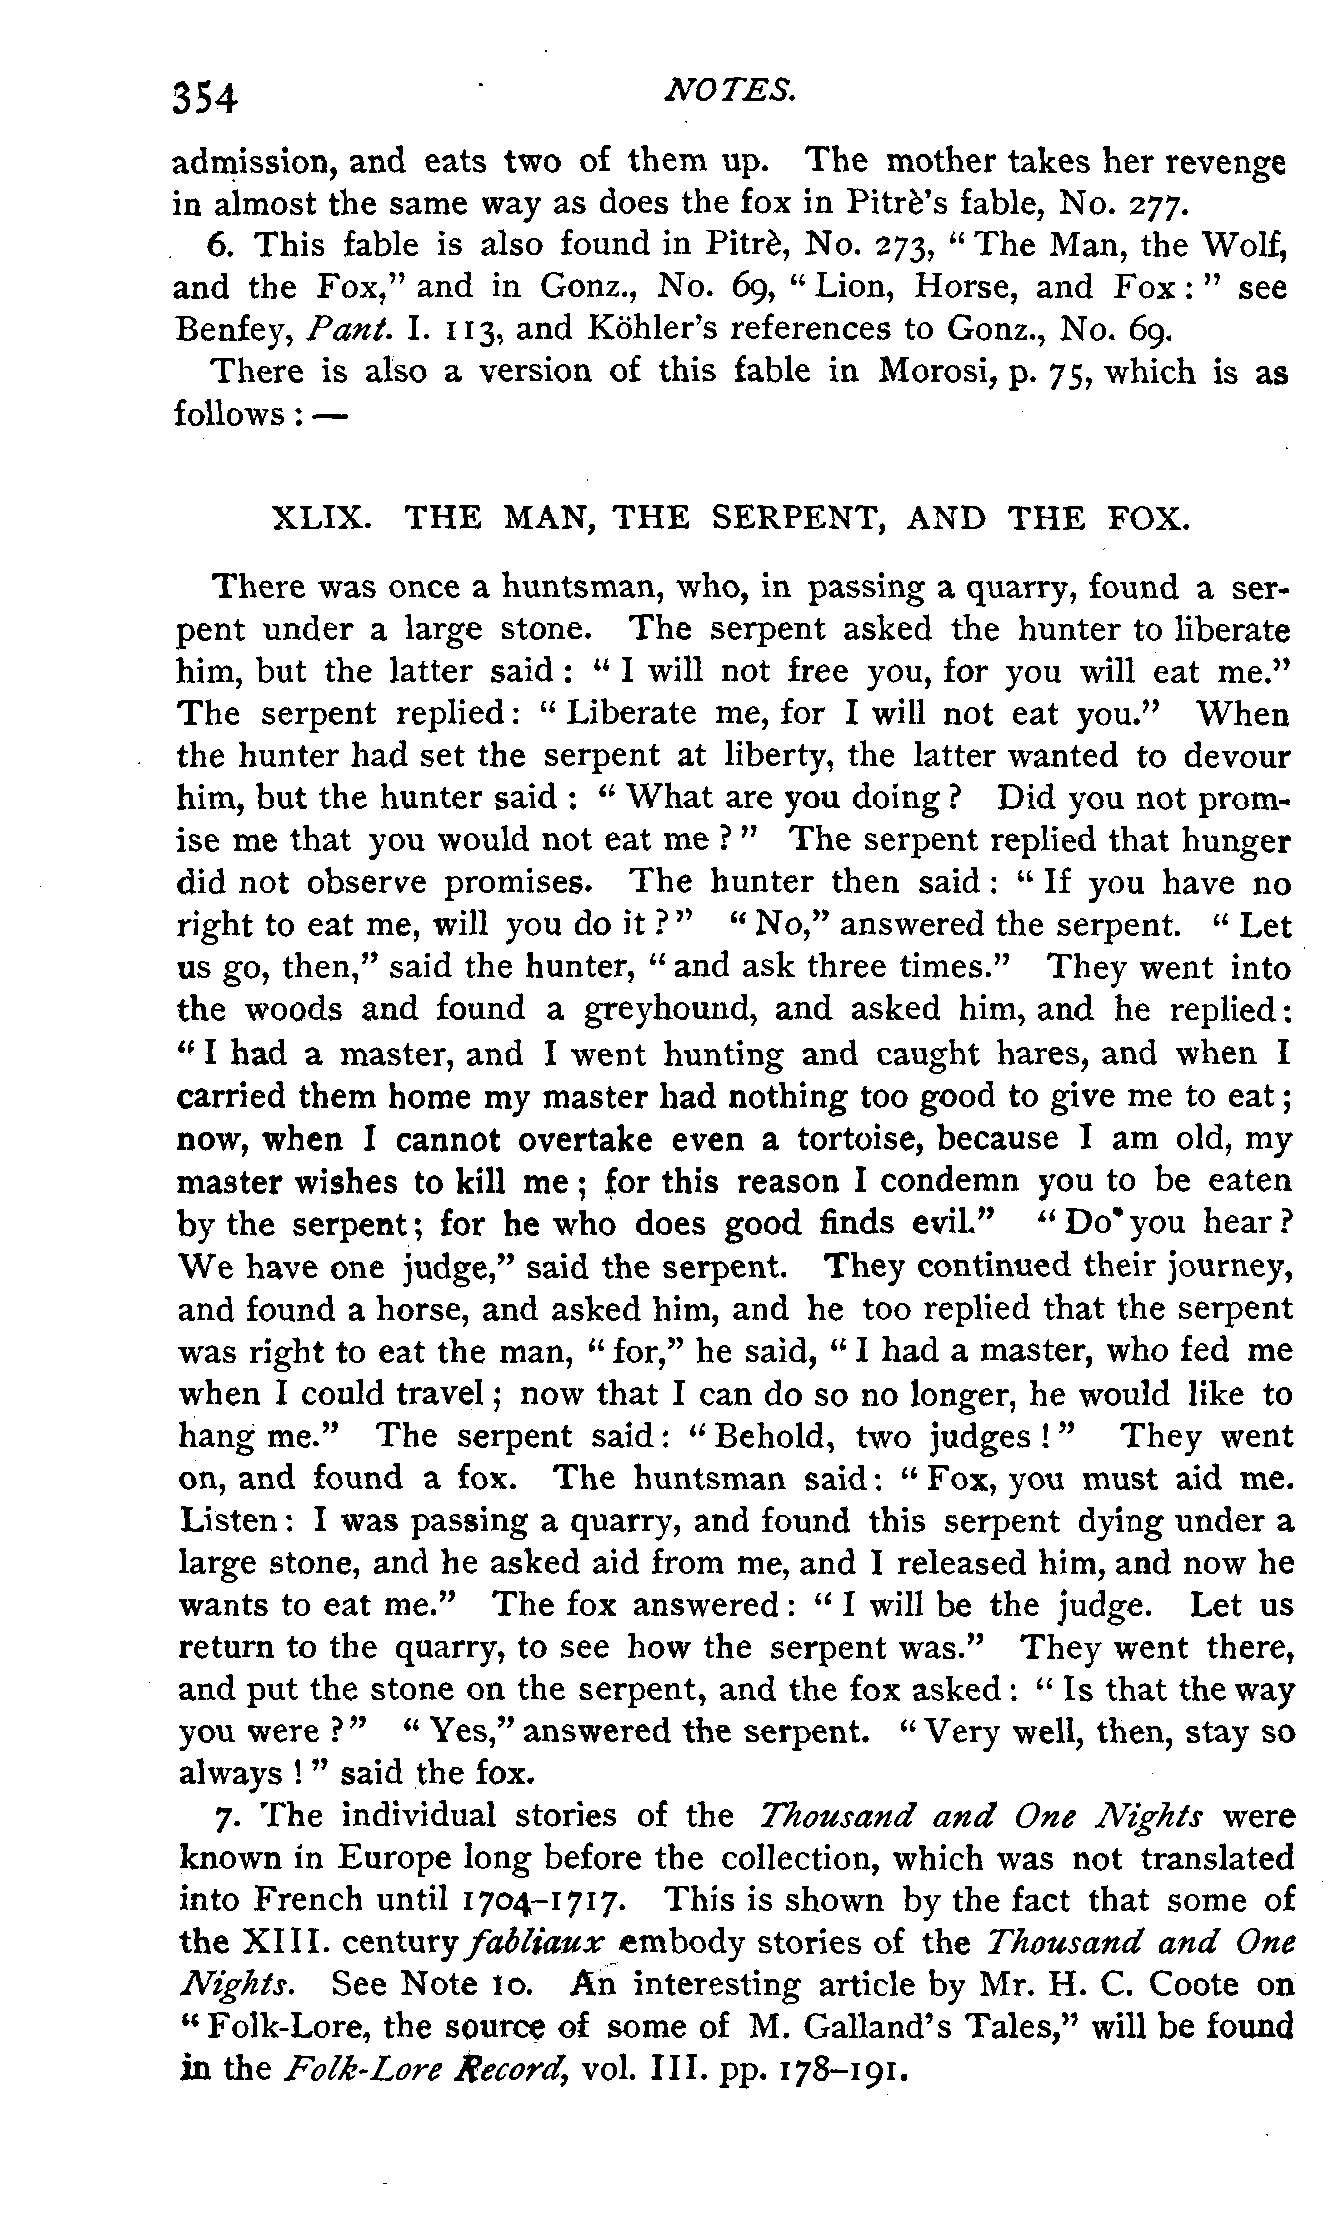 354 NOTES.
admission, and eats two of them up. The mother takes her revenge
in almost the same way as does the fox in Pitrè's fable, No. 277.
6. This fable is also found in Pitrè, No. 273, "The Man, the Wolf,
and the Fox," and in Gonz., No. 69, "Lion, Horse, and Fox:" see
Benfey, Pant. I. 113, and Köhler's references to Gonz., No. 69.
There is also a version of this fable in Morosi, p. 75, which is as
follows: —
XLIX. THE MAN, THE SERPENT, AND THE FOX.
There was once a huntsman, who, in passing a quarry, found a ser-
pent under a large stone. The serpent asked the hunter to liberate
him, but the latter said: "I will not free you, for you will eat me."
The serpent replied: "Liberate me, for I will not eat you." When
the hunter had set the serpent at liberty, the latter wanted to devour
him, but the hunter said: "What are you doing? Did you not prom-
ise me that you would not eat me?" The serpent replied that hunger
did not observe promises. The hunter then said: "If you have no
right to eat me, will you do it?" "No," answered the serpent. "Let
us go, then," said the hunter, "and ask three times." They went into
the woods and found a greyhound, and asked him, and he replied:
"I had a master, and I went hunting and caught hares, and when I
carried them home my master had nothing too good to give me to eat;
now, when I cannot overtake even a tortoise, because I am old, my
master wishes to kill me; for this reason I condemn you to be eaten
by the serpent; for he who does good finds evil." "Do you hear?
We have one judge," said the serpent. They continued their journey,
and found a horse, and asked him, and he too replied that the serpent
was right to eat the man, "for," he said, "I had a master, who fed me
when I could travel; now that I can do so no longer, he would like to
hang me." The serpent said: "Behold, two judges!" They went
on, and found a fox. The huntsman said: "Fox, you must aid me.
Listen: I was passing a quarry, and found this serpent dying under a
large stone, and he asked aid from me, and I released him, and now he
wants to eat me." The fox answered: "I will be the judge. Let us
return to the quarry, to see how the serpent was." They went there,
and put the stone on the serpent, and the fox asked: "Is that the way
you were?" "Yes," answered the serpent. "Very well, then, stay so
always!" said the fox.
7. The individual stories of the Thousand and One Nights were
known in Europe long before the collection, which was not translated
into French until 1704–1717. This is shown by the fact that some of
the XIII. century fabliaux embody stories of the Thousand and One
Nights. See Note 10. An interesting article by Mr. H. C. Coote on
"Folk-Lore, the source of some of M. Galland's Tales," will be found
in the Folk-Lore Record, vol. III. pp. 178–191.